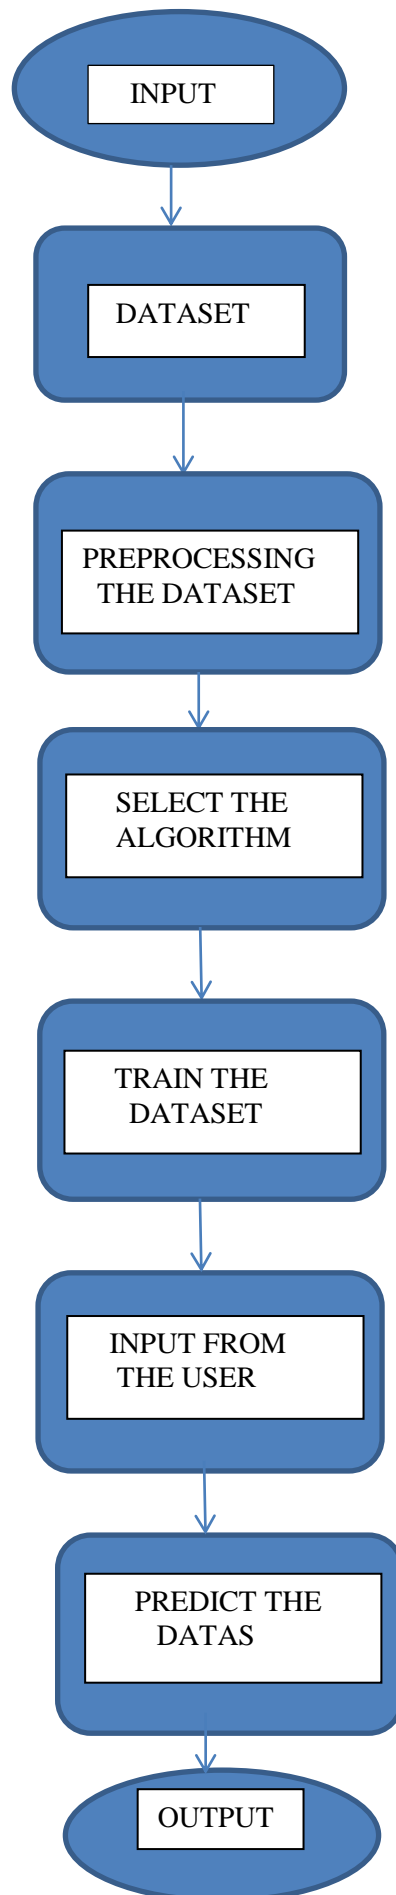 INPUT
DATASET
PREPROCESSING
THE DATASET
SELECT THE
ALGORITHM
TRAIN THE
DATASET
INPUT FROM
THE USER
PREDICT THE
DATAS
OUTPUT